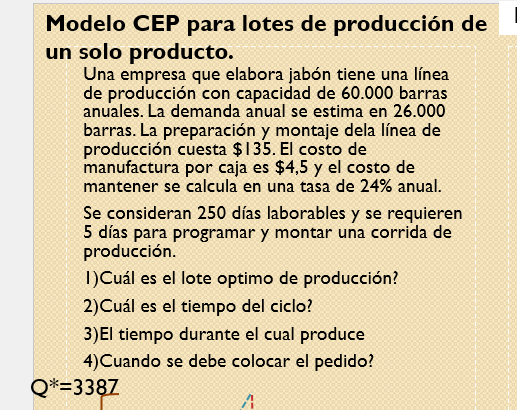 Modelo CEP para lotes de producción de
un solo producto.
Una empresa que elabora jabón tiene una línea
de producción con capacidad de 60.000 barras
anuales. La demanda anual se estima en 26.000
barras. La preparación y montaje dela línea de
producción cuesta $135. El costo de
manufactura por caja es $4,5 y el costo de
mantener se calcula en una tasa de 24% anual.
Se consideran 250 días laborables y se requieren
5 días para programar y montar una corrida de
producción.
1)Cuál es el lote optimo de producción?
2)Cuál es el tiempo del ciclo?
3)El tiempo durante el cual produce
4)Cuando se debe colocar el pedido?
Q*=3387